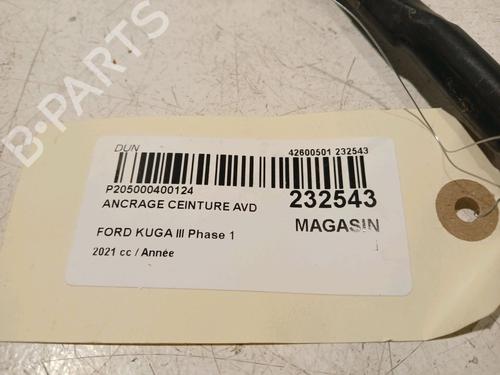 B-PARTS
DUN
42600501 232543
P205000400124
232543
ANCRAGE CEINTURE AVD
MAGASIN
FORD KUGA III Phase 1
2021 cc / Année